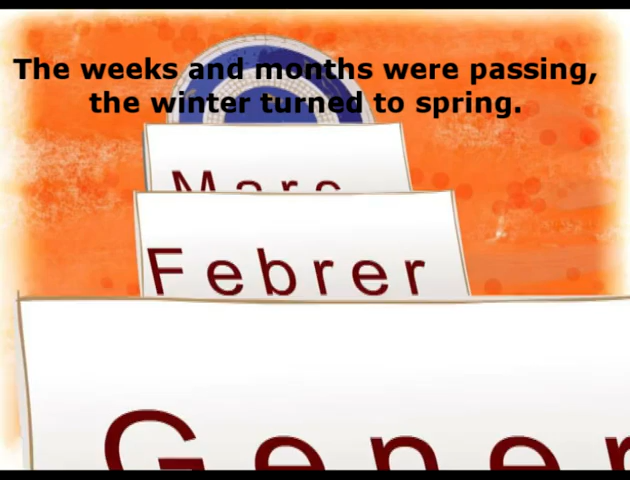 The weeks and months were passing,
the winter turned to spring.
Març
Febrer
Gener